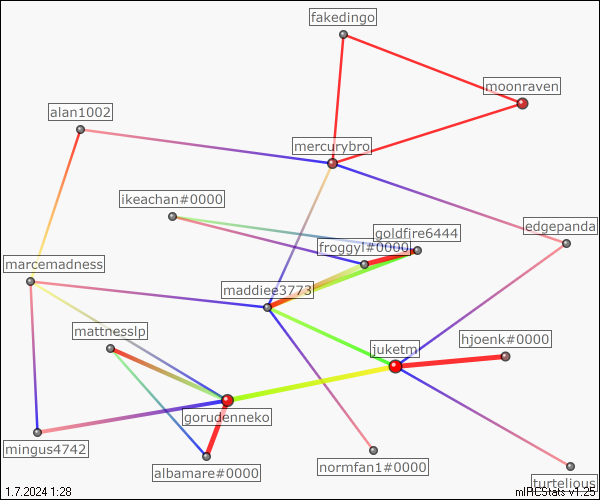 fakedingo
moonraven
alan1002
mercurybro
ikeachan#0000
edgepanda
goldfire6444
froggyl#0000
marcemadness
maddiee3773
mattnesslp
hjoenk#0000
juketm
gorudenneko
mingus4742
albamare#0000
normfan1#0000
turtelious
1.7.2024 1:28
mIRCStats v1.25